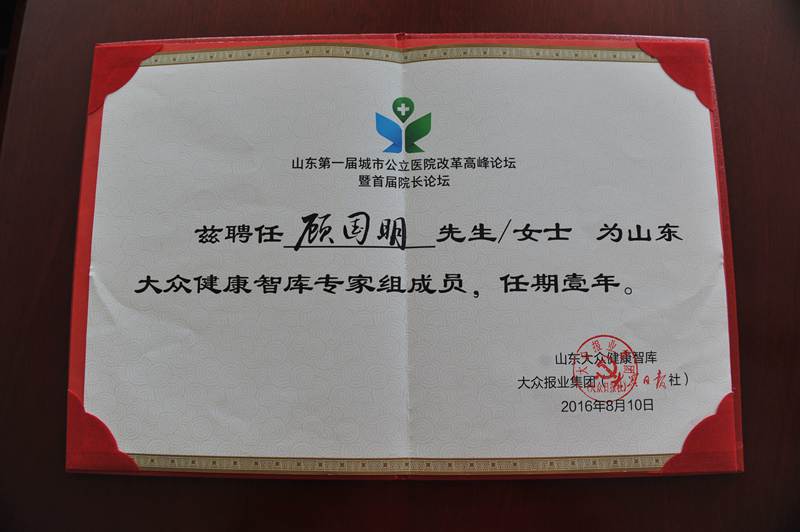 山东第一届城市公立医院改革高峰论坛
暨首届院长论坛
兹聘任 顾国明 先生/女士 为山东
大众健康智库专家组成员，任期壹年。
山东大众健康智库
大众报业集团（大众日报社）
2016年8月10日